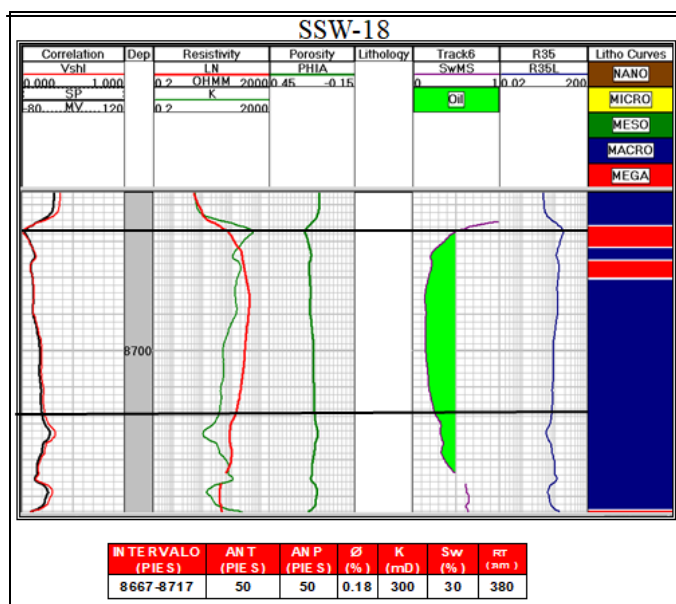 SSW-18
Correlation Dep Resistivity Porosity Lithology Track6 R35 Litho Curves
Vshl LN PHIA SwMS R35L NANO
0.000 1.000 0.2 OHMM 2000 0.45 -0.15 0 1 0.02 200
SP K Oil MICRO
-80 MV 120 0.2 2000
MESO
MACRO
MEGA
8700
INTERVALO (PIES) ANT (PIES) ANP (PIES) Ø (%) K (mD) Sw (%) RT (Ωm)
8667-8717 50 50 0.18 300 30 380